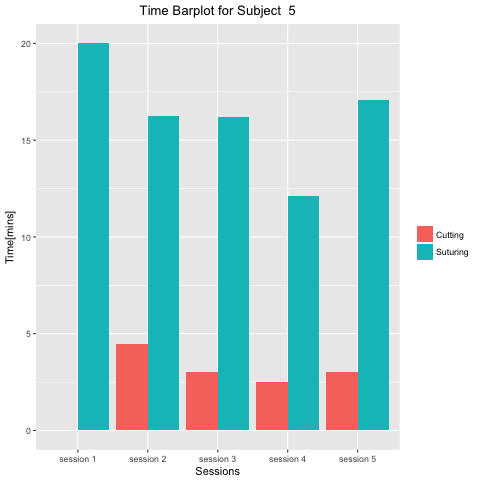 Time Barplot for Subject  5
20
15
10
5
0
Time[mins]
session 1 session 2 session 3 session 4 session 5
Sessions
Cutting
Suturing